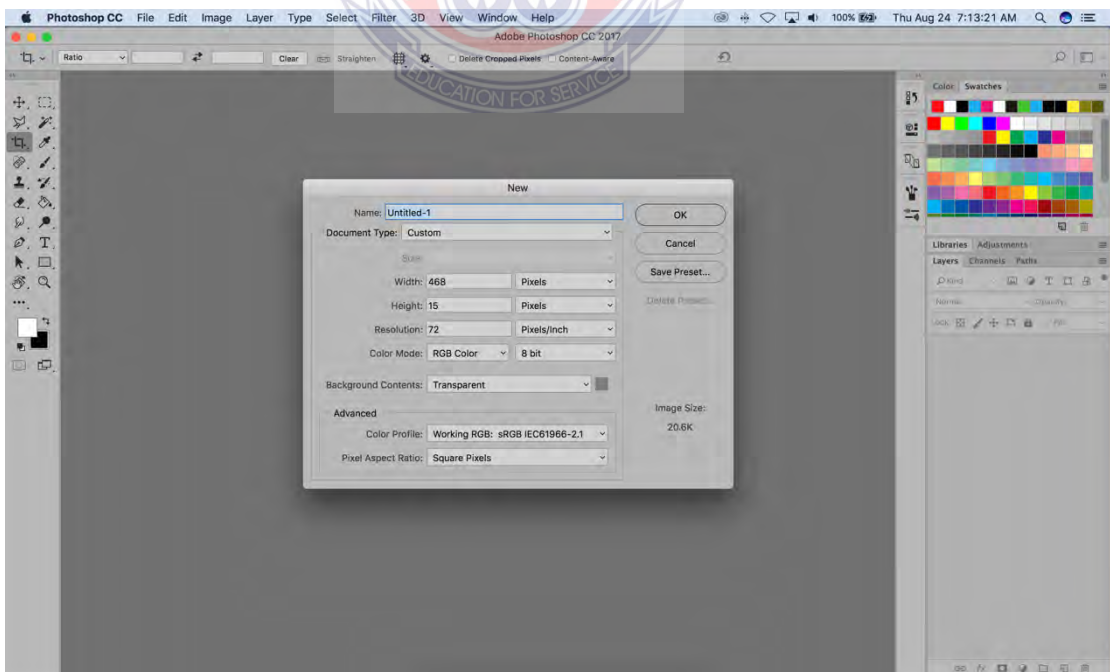 Photoshop CC File Edit Image Layer Type Select Filter 3D View Window Help 100% Thu Aug 24 7:13:21 AM
Adobe Photoshop CC 2017
Ratio Clear Straighten Delete Cropped Pixels Content-Aware
EDUCATION FOR SERVICE
Color Swatches
New
Name: Untitled-1
OK
Document Type: Custom
Cancel
Size:
Width: 468 Pixels
Save Preset...
Height: 15 Pixels
Delete Preset...
Resolution: 72 Pixels/Inch
Color Mode: RGB Color 8 bit
Background Contents: Transparent
Image Size:
20.6K
Advanced
Color Profile: Working RGB: sRGB IEC61966-2.1
Pixel Aspect Ratio: Square Pixels
Libraries Adjustments
Layers Channels Paths
Kind
Normal Opacity:
Lock: Fill: